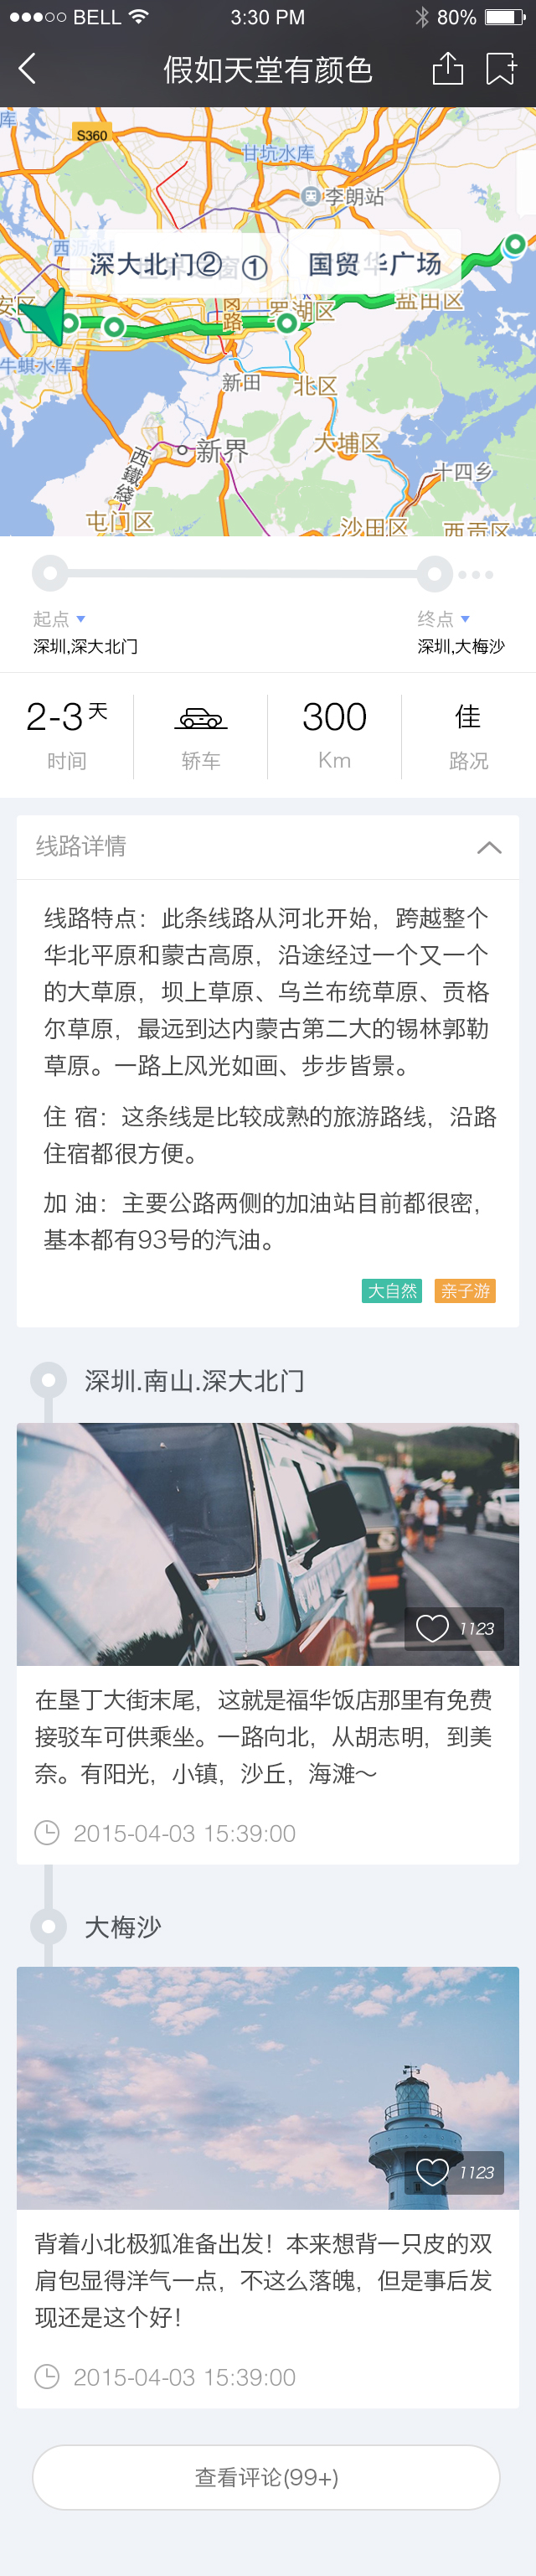 BELL 3:30 PM 80%
假如天堂有颜色
库
S360
甘坑水库
李朗站
西沥水库
深大北门② ① 国贸 华 广场
安区
罗湖区
盐田区
牛蜞水库
新田
北区
新界
大埔区
西鐵綫
十四乡
屯门区
沙田区
西贡区
起点 终点
深圳,深大北门 深圳,大梅沙
2-3天 300 佳
时间 轿车 Km 路况
线路详情
线路特点：此条线路从河北开始，跨越整个
华北平原和蒙古高原，沿途经过一个又一个
的大草原，坝上草原、乌兰布统草原、贡格
尔草原，最远到达内蒙古第二大的锡林郭勒
草原。一路上风光如画、步步皆景。
住 宿：这条线是比较成熟的旅游路线，沿路
住宿都很方便。
加 油：主要公路两侧的加油站目前都很密，
基本都有93号的汽油。
大自然 亲子游
深圳.南山.深大北门
1123
在垦丁大街末尾，这就是福华饭店那里有免费
接驳车可供乘坐。一路向北，从胡志明，到美
奈。有阳光，小镇，沙丘，海滩～
2015-04-03 15:39:00
大梅沙
1123
背着小北极狐准备出发！本来想背一只皮的双
肩包显得洋气一点，不这么落魄，但是事后发
现还是这个好！
2015-04-03 15:39:00
查看评论(99+)